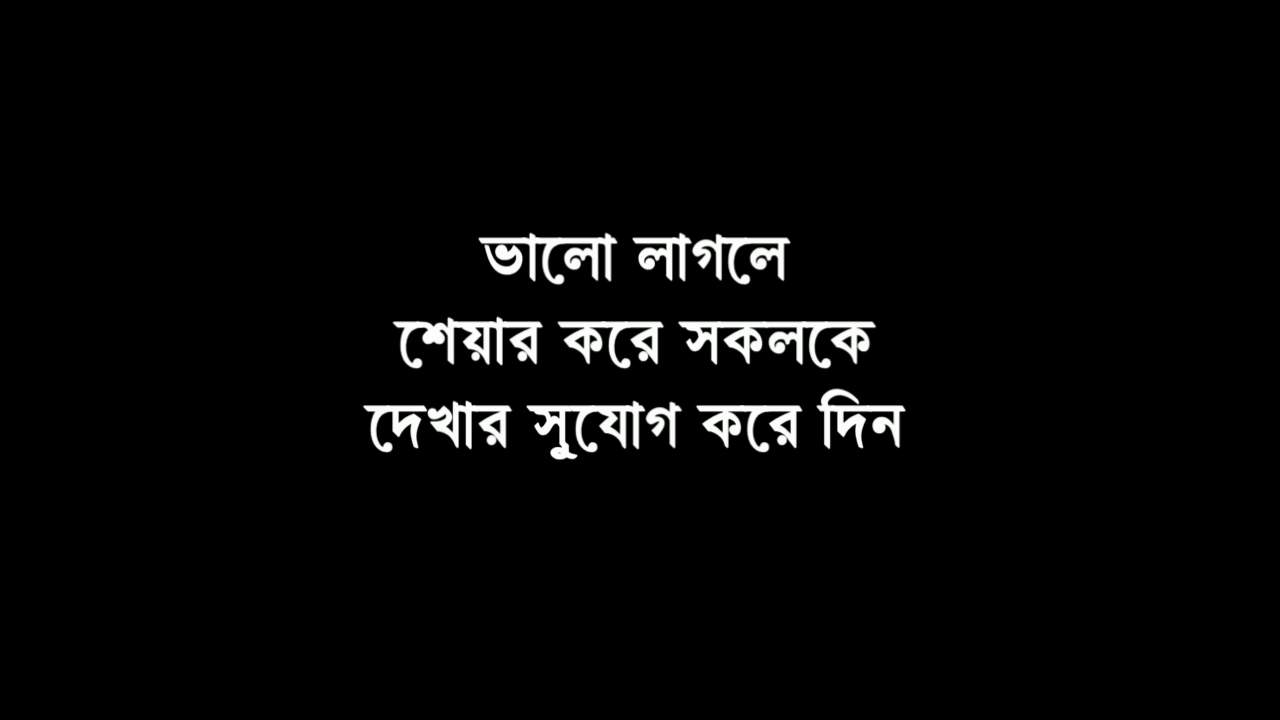 ভালো লাগলে
শেয়ার করে সকলকে
দেখার সুযোগ করে দিন